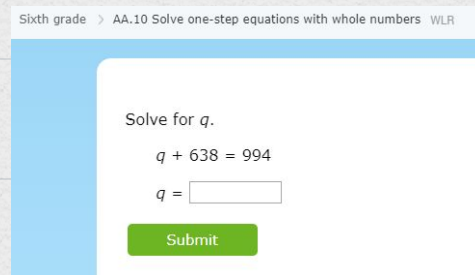 Sixth grade > AA.10 Solve one-step equations with whole numbers WLR
Solve for q.
q + 638 = 994
q =
Submit